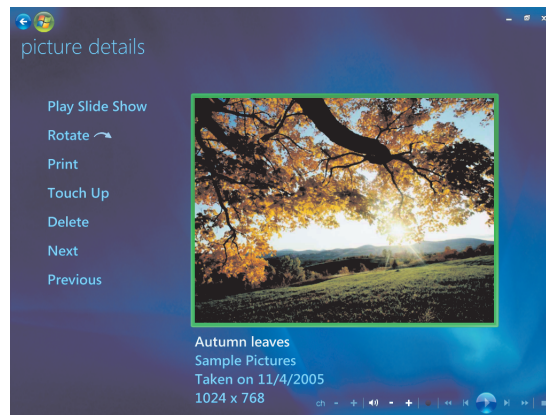 picture details
Play Slide Show
Rotate
Print
Touch Up
Delete
Next
Previous
Autumn leaves
Sample Pictures
Taken on 11/4/2005
1024 x 768
ch - +  - +